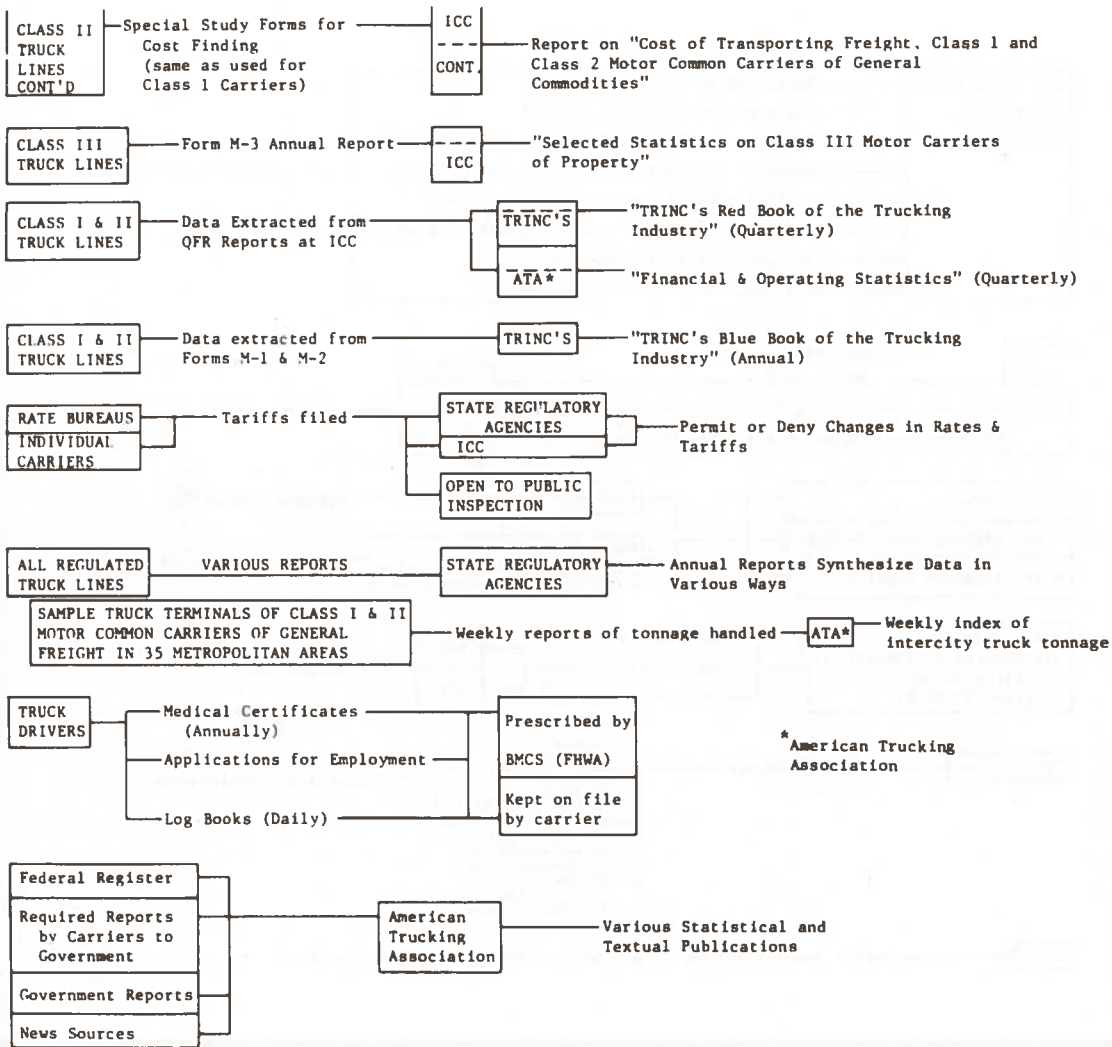 CLASS II
TRUCK
LINES
CONT'D
Special Study Forms for
Cost Finding
(same as used for
Class 1 Carriers)
ICC
CONT.
Report on "Cost of Transporting Freight, Class 1 and
Class 2 Motor Common Carriers of General
Commodities"
CLASS III
TRUCK LINES
Form M-3 Annual Report
ICC
"Selected Statistics on Class III Motor Carriers
of Property"
CLASS I & II
TRUCK LINES
Data Extracted from
QFR Reports at ICC
TRINC'S
"TRINC's Red Book of the Trucking
Industry" (Quarterly)
ATA*
"Financial & Operating Statistics" (Quarterly)
CLASS I & II
TRUCK LINES
Data extracted from
Forms M-1 & M-2
TRINC'S
"TRINC's Blue Book of the Trucking
Industry" (Annual)
RATE BUREAUS
INDIVIDUAL
CARRIERS
Tariffs filed
STATE REGULATORY
AGENCIES
ICC
Permit or Deny Changes in Rates &
Tariffs
OPEN TO PUBLIC
INSPECTION
ALL REGULATED
TRUCK LINES
VARIOUS REPORTS
STATE REGULATORY
AGENCIES
Annual Reports Synthesize Data in
Various Ways
SAMPLE TRUCK TERMINALS OF CLASS I & II
MOTOR COMMON CARRIERS OF GENERAL
FREIGHT IN 35 METROPOLITAN AREAS
Weekly reports of tonnage handled
ATA*
Weekly index of
intercity truck tonnage
TRUCK
DRIVERS
Medical Certificates
(Annually)
Applications for Employment
Log Books (Daily)
Prescribed by
BMCS (FHWA)
Kept on file
by carrier
*American Trucking
Association
Federal Register
Required Reports
by Carriers to
Government
Government Reports
News Sources
American
Trucking
Association
Various Statistical and
Textual Publications